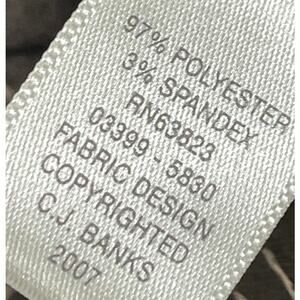 97% POLYESTER
3% SPANDEX
RN63823
03399 - 5830
FABRIC DESIGN
COPYRIGHTED
C.J. BANKS
2007